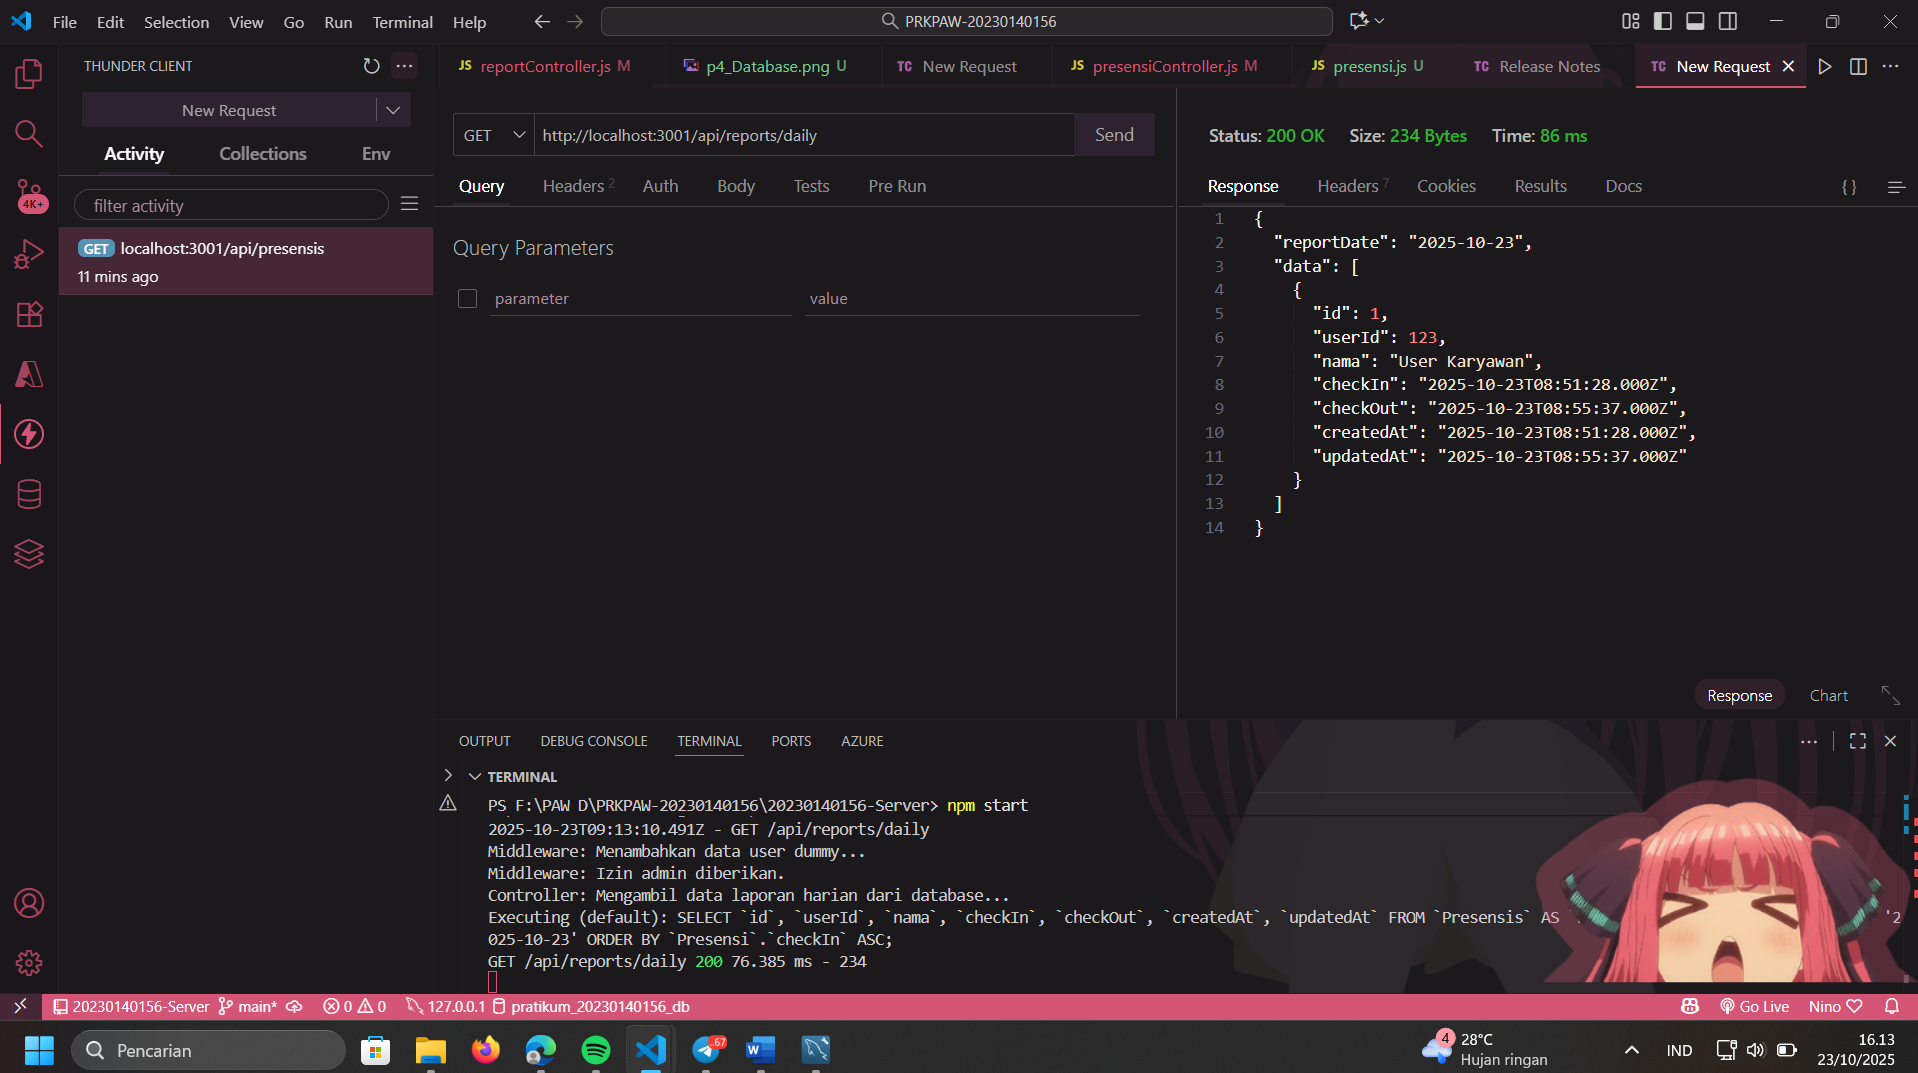 File Edit Selection View Go Run Terminal Help
PRKPAW-20230140156
THUNDER CLIENT
New Request
Activity Collections Env
filter activity
GET localhost:3001/api/presensis
11 mins ago
4K+
JS reportController.js M
p4_Database.png U
TC New Request
JS presensiController.js M
JS presensi.js U
TC Release Notes
TC New Request
GET http://localhost:3001/api/reports/daily Send
Query Headers 2 Auth Body Tests Pre Run
Query Parameters
parameter value
Status: 200 OK Size: 234 Bytes Time: 86 ms
Response Headers 7 Cookies Results Docs {}
1 {
2 "reportDate": "2025-10-23",
3 "data": [
4 {
5 "id": 1,
6 "userId": 123,
7 "nama": "User Karyawan",
8 "checkIn": "2025-10-23T08:51:28.000Z",
9 "checkOut": "2025-10-23T08:55:37.000Z",
10 "createdAt": "2025-10-23T08:51:28.000Z",
11 "updatedAt": "2025-10-23T08:55:37.000Z"
12 }
13 ]
14 }
Response Chart
OUTPUT DEBUG CONSOLE TERMINAL PORTS AZURE
TERMINAL
PS F:\PAW D\PRKPAW-20230140156\20230140156-Server> npm start
2025-10-23T09:13:10.491Z - GET /api/reports/daily
Middleware: Menambahkan data user dummy...
Middleware: Izin admin diberikan.
Controller: Mengambil data laporan harian dari database...
Executing (default): SELECT `id`, `userId`, `nama`, `checkIn`, `checkOut`, `createdAt`, `updatedAt` FROM `Presensis` AS '2
025-10-23' ORDER BY `Presensi`.`checkIn` ASC;
GET /api/reports/daily 200 76.385 ms - 234
20230140156-Server main* 0 0 127.0.0.1 pratikum_20230140156_db Go Live Nino
Pencarian
67
4
28°C
Hujan ringan
IND
16.13
23/10/2025